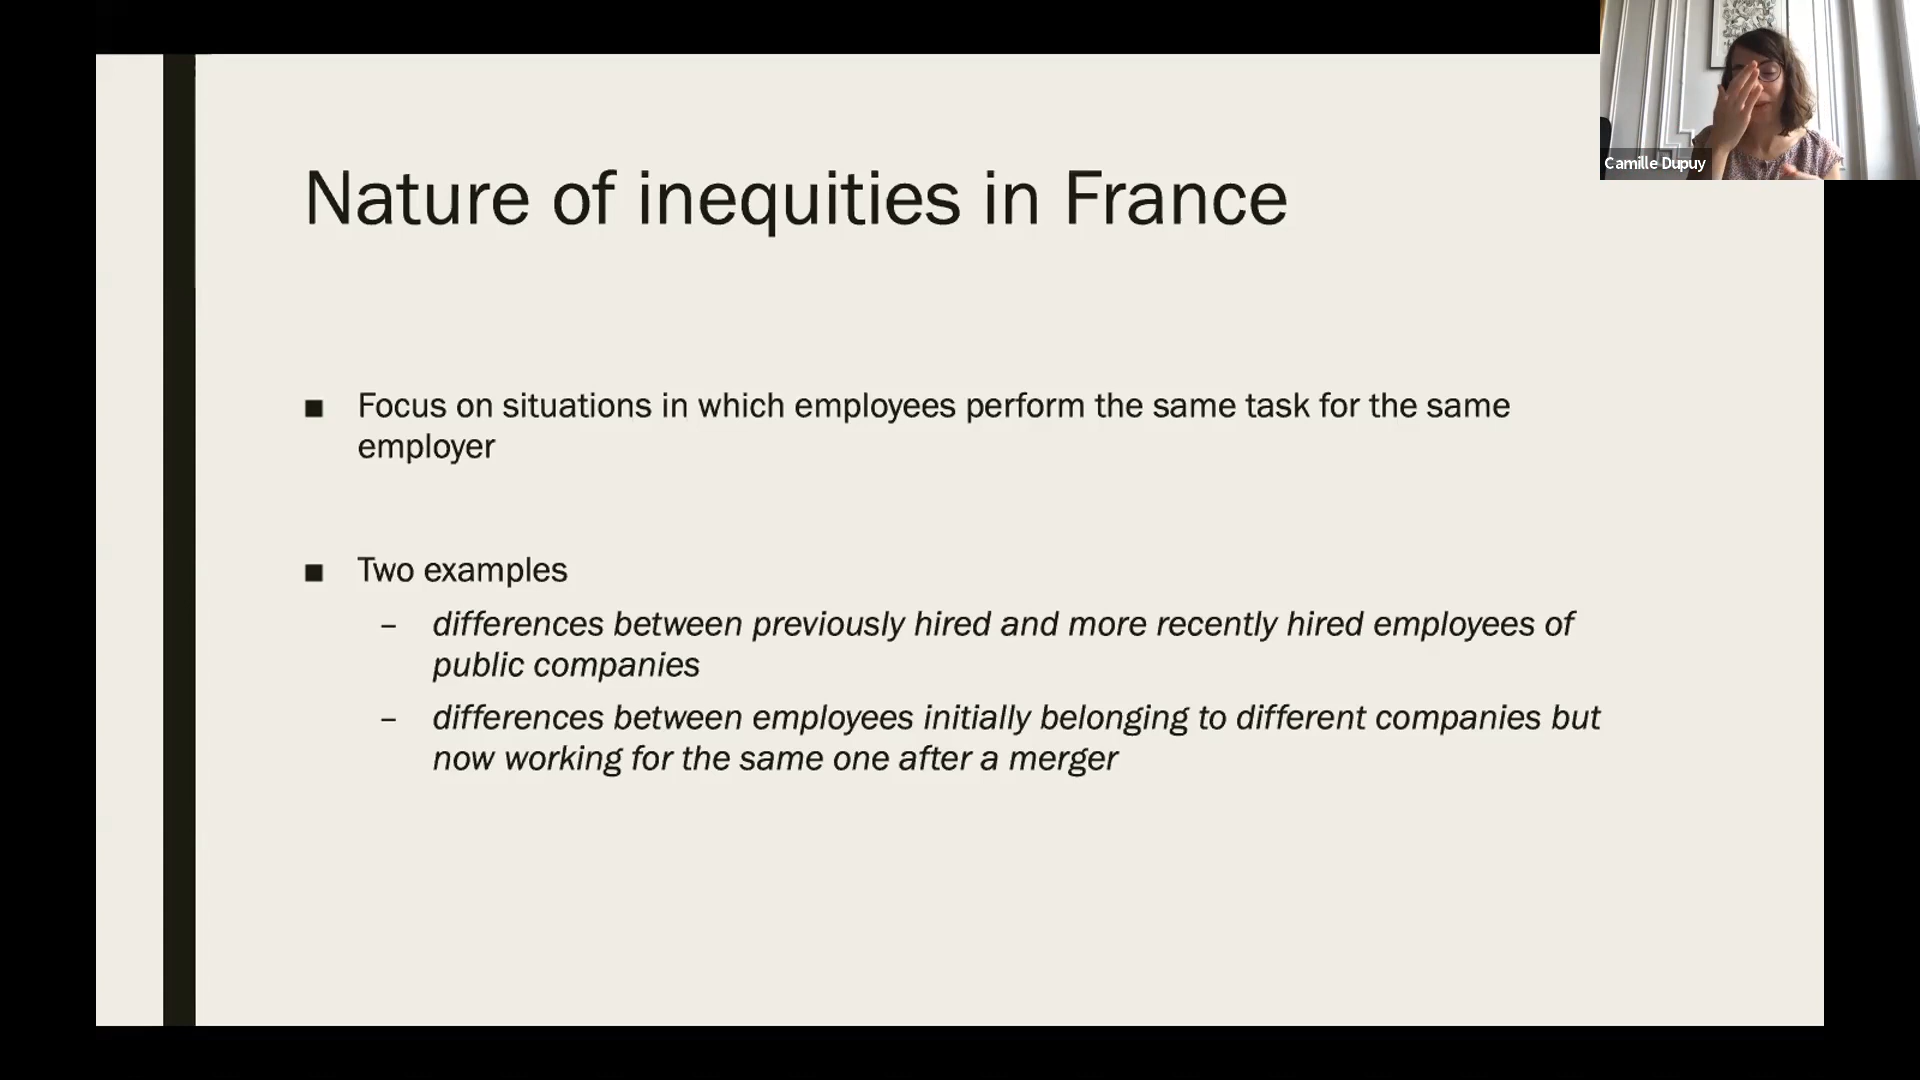 Camille Dupuy
Nature of inequities in France
■ Focus on situations in which employees perform the same task for the same
employer
■ Two examples
– differences between previously hired and more recently hired employees of
public companies
– differences between employees initially belonging to different companies but
now working for the same one after a merger